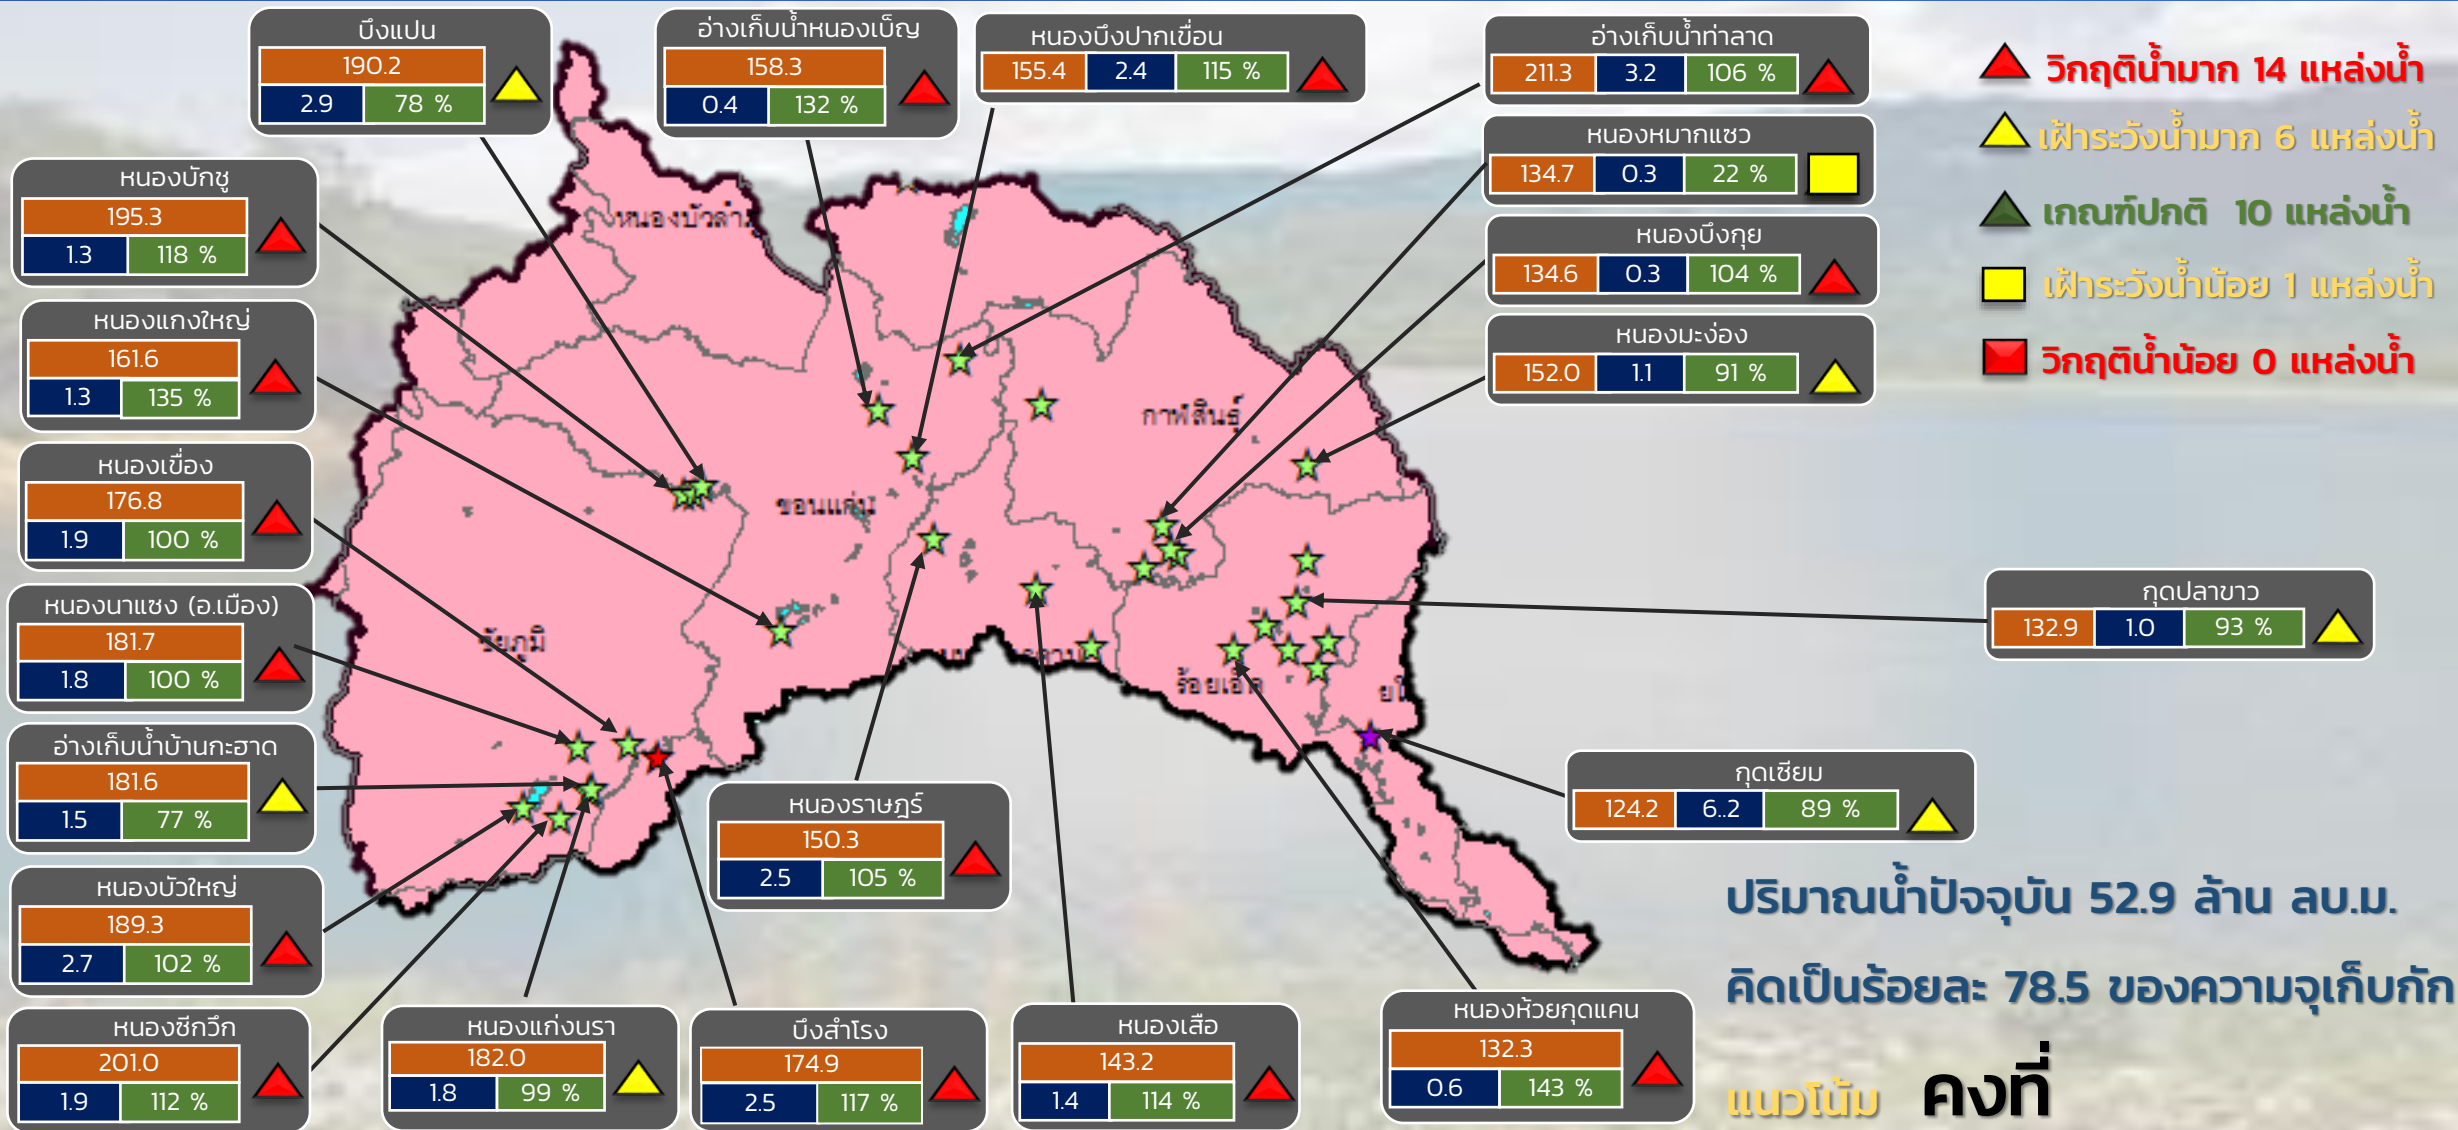 บึงแปน
190.2
2.9 78 %
อ่างเก็บน้ำหนองเบ็ญ
158.3
0.4 132 %
หนองบึงปากเขื่อน
155.4 2.4 115 %
อ่างเก็บน้ำท่าลาด
211.3 3.2 106 %
หนองหมากแซว
134.7 0.3 22 %
หนองบึงกุย
134.6 0.3 104 %
หนองมะง่อง
152.0 1.1 91 %
วิกฤติน้ำมาก 14 แหล่งน้ำ
เฝ้าระวังน้ำมาก 6 แหล่งน้ำ
เกณฑ์ปกติ 10 แหล่งน้ำ
เฝ้าระวังน้ำน้อย 1 แหล่งน้ำ
วิกฤติน้ำน้อย 0 แหล่งน้ำ
หนองบักชู
195.3
1.3 118 %
หนองแกงใหญ่
161.6
1.3 135 %
หนองเขื่อง
176.8
1.9 100 %
หนองนาแซง (อ.เมือง)
181.7
1.8 100 %
อ่างเก็บน้ำบ้านกะฮาด
181.6
1.5 77 %
หนองบัวใหญ่
189.3
2.7 102 %
หนองซีกวึก
201.0
1.9 112 %
หนองแก่งนรา
182.0
1.8 99 %
บึงสำโรง
174.9
2.5 117 %
หนองราษฎร์
150.3
2.5 105 %
หนองเสือ
143.2
1.4 114 %
หนองห้วยกุดแคน
132.3
0.6 143 %
กุดปลาขาว
132.9 1.0 93 %
กุดเซียม
124.2 6..2 89 %
หนองบัวลำภู
กาฬสินธุ์
ขอนแก่น
ชัยภูมิ
ร้อยเอ็ด
ปริมาณน้ำปัจจุบัน 52.9 ล้าน ลบ.ม.
คิดเป็นร้อยละ 78.5 ของความจุเก็บกัก
แนวโน้ม คงที่